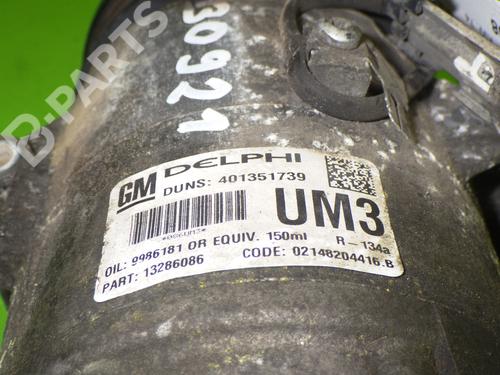 B-PARTS
30921
GM DELPHI
DUNS: 401351739
UM3
OIL: 9986181 OR EQUIV. 150ml R-134a
PART: 13286086 CODE: 02148204416.B